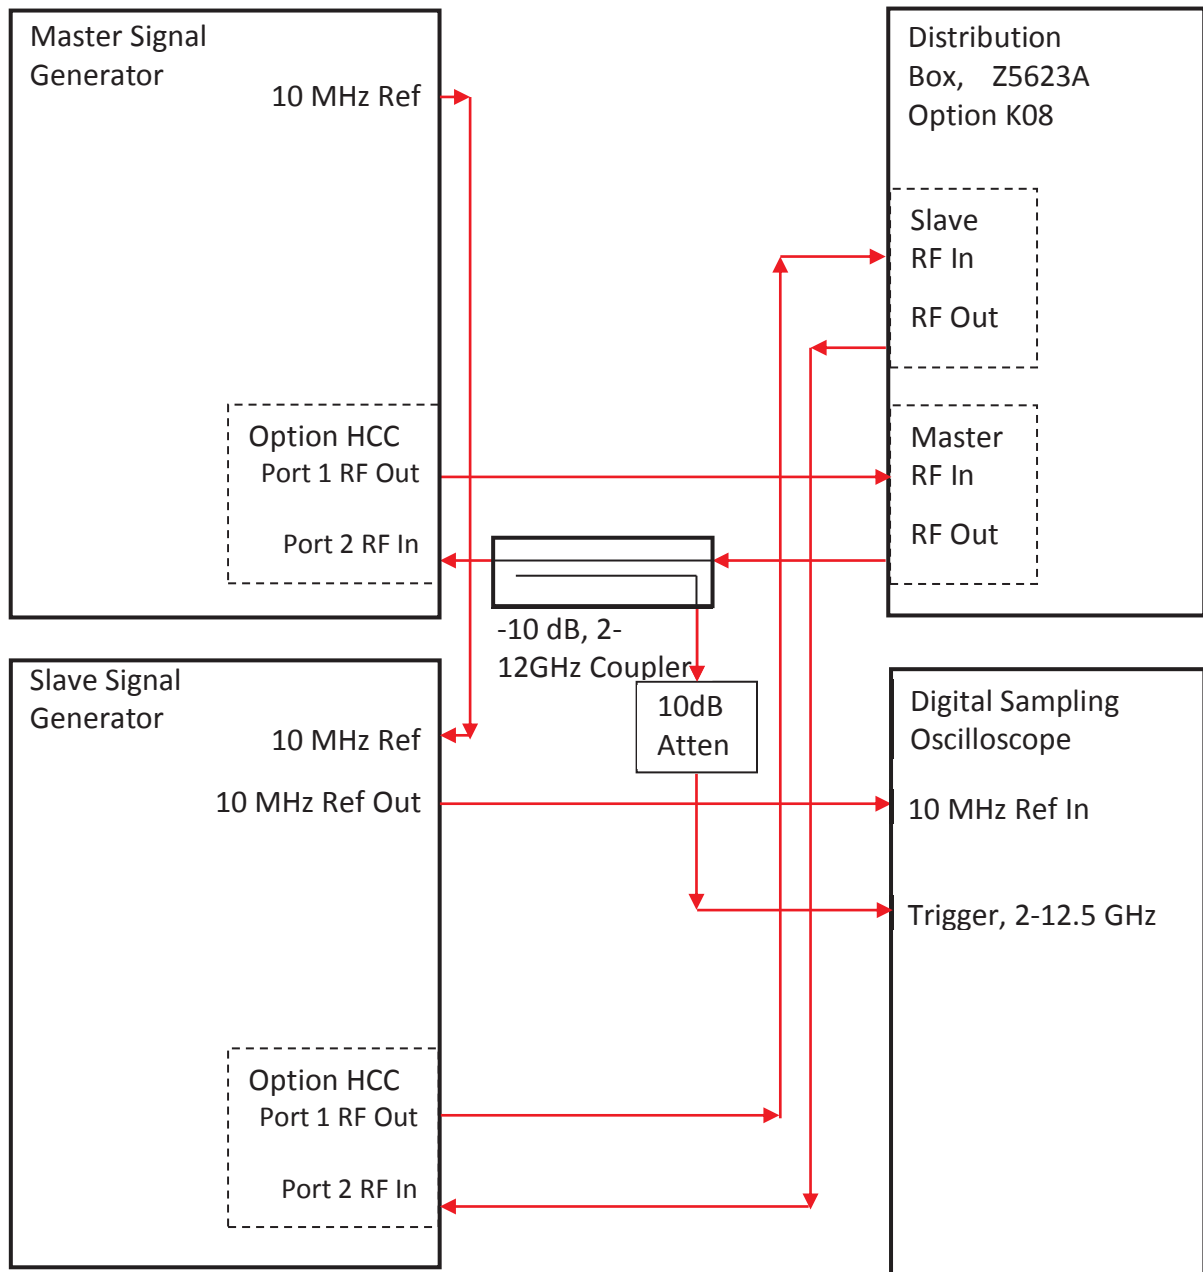 Master Signal
Generator
10 MHz Ref
Option HCC
Port 1 RF Out
Port 2 RF In
Distribution
Box, Z5623A
Option K08
Slave
RF In
RF Out
Master
RF In
RF Out
-10 dB, 2-
12GHz Coupler
10dB
Atten
Slave Signal
Generator
10 MHz Ref
10 MHz Ref Out
Option HCC
Port 1 RF Out
Port 2 RF In
Digital Sampling
Oscilloscope
10 MHz Ref In
Trigger, 2-12.5 GHz